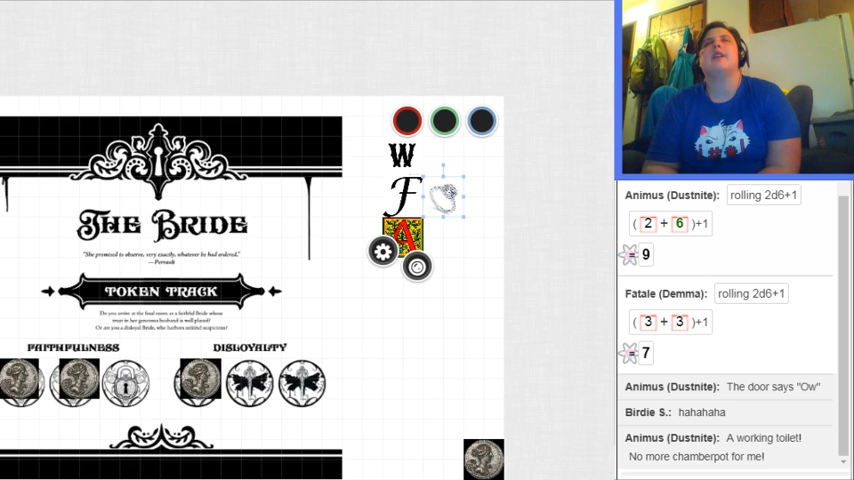 W
F
A
THE BRIDE
"She promised to observe, very exactly, whatever he had ordered."
—Perrault
TOKEN TRACK
Do you arrive at the final room as a faithful Bride whose
trust in her generous husband is well placed?
Or are you a disloyal Bride, who harbors unkind suspicions?
FAITHFULNESS
DISLOYALTY
Animus (Dustnite): rolling 2d6+1
( 2 + 6 )+1
= 9
Fatale (Demma): rolling 2d6+1
( 3 + 3 )+1
= 7
Animus (Dustnite): The door says "Ow"
Birdie S.: hahahaha
Animus (Dustnite): A working toilet!
No more chamberpot for me!